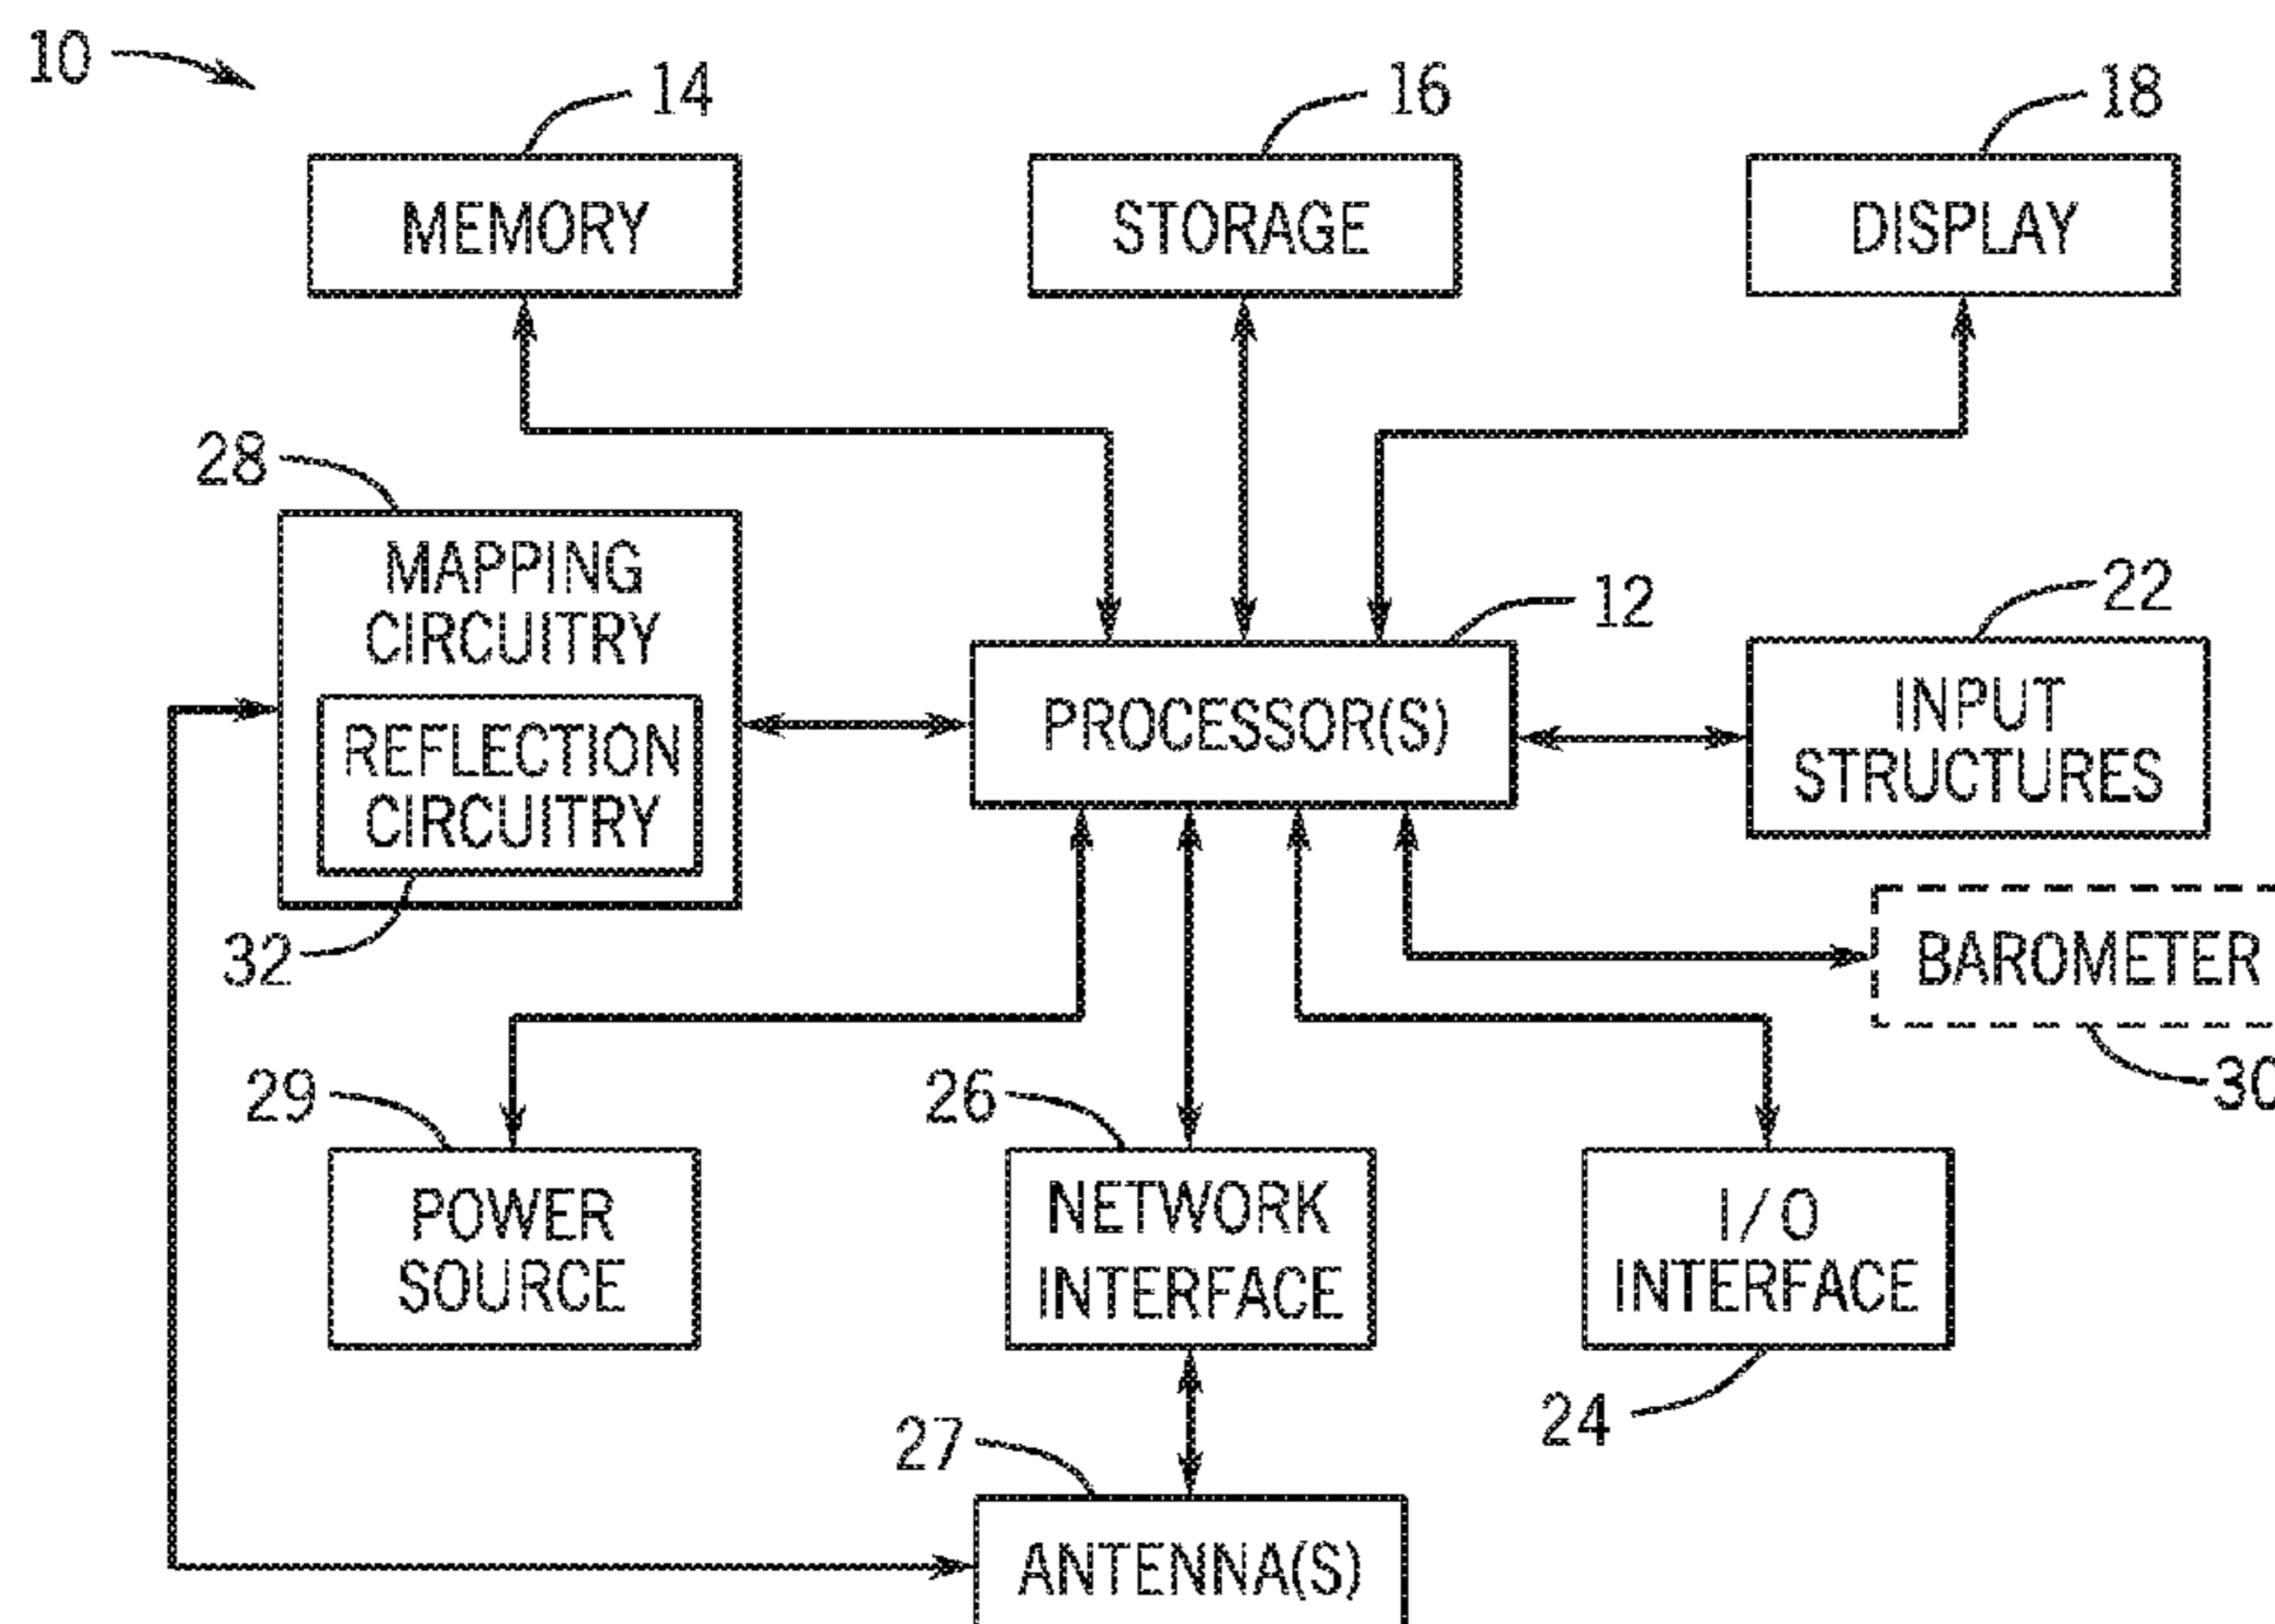 10
14
16
18
MEMORY
STORAGE
DISPLAY
28
MAPPING
CIRCUITRY
12
22
REFLECTION
CIRCUITRY
PROCESSOR(S)
INPUT
STRUCTURES
32
BAROMETER
30
29
26
POWER
SOURCE
NETWORK
INTERFACE
I/O
INTERFACE
27
24
ANTENNA(S)